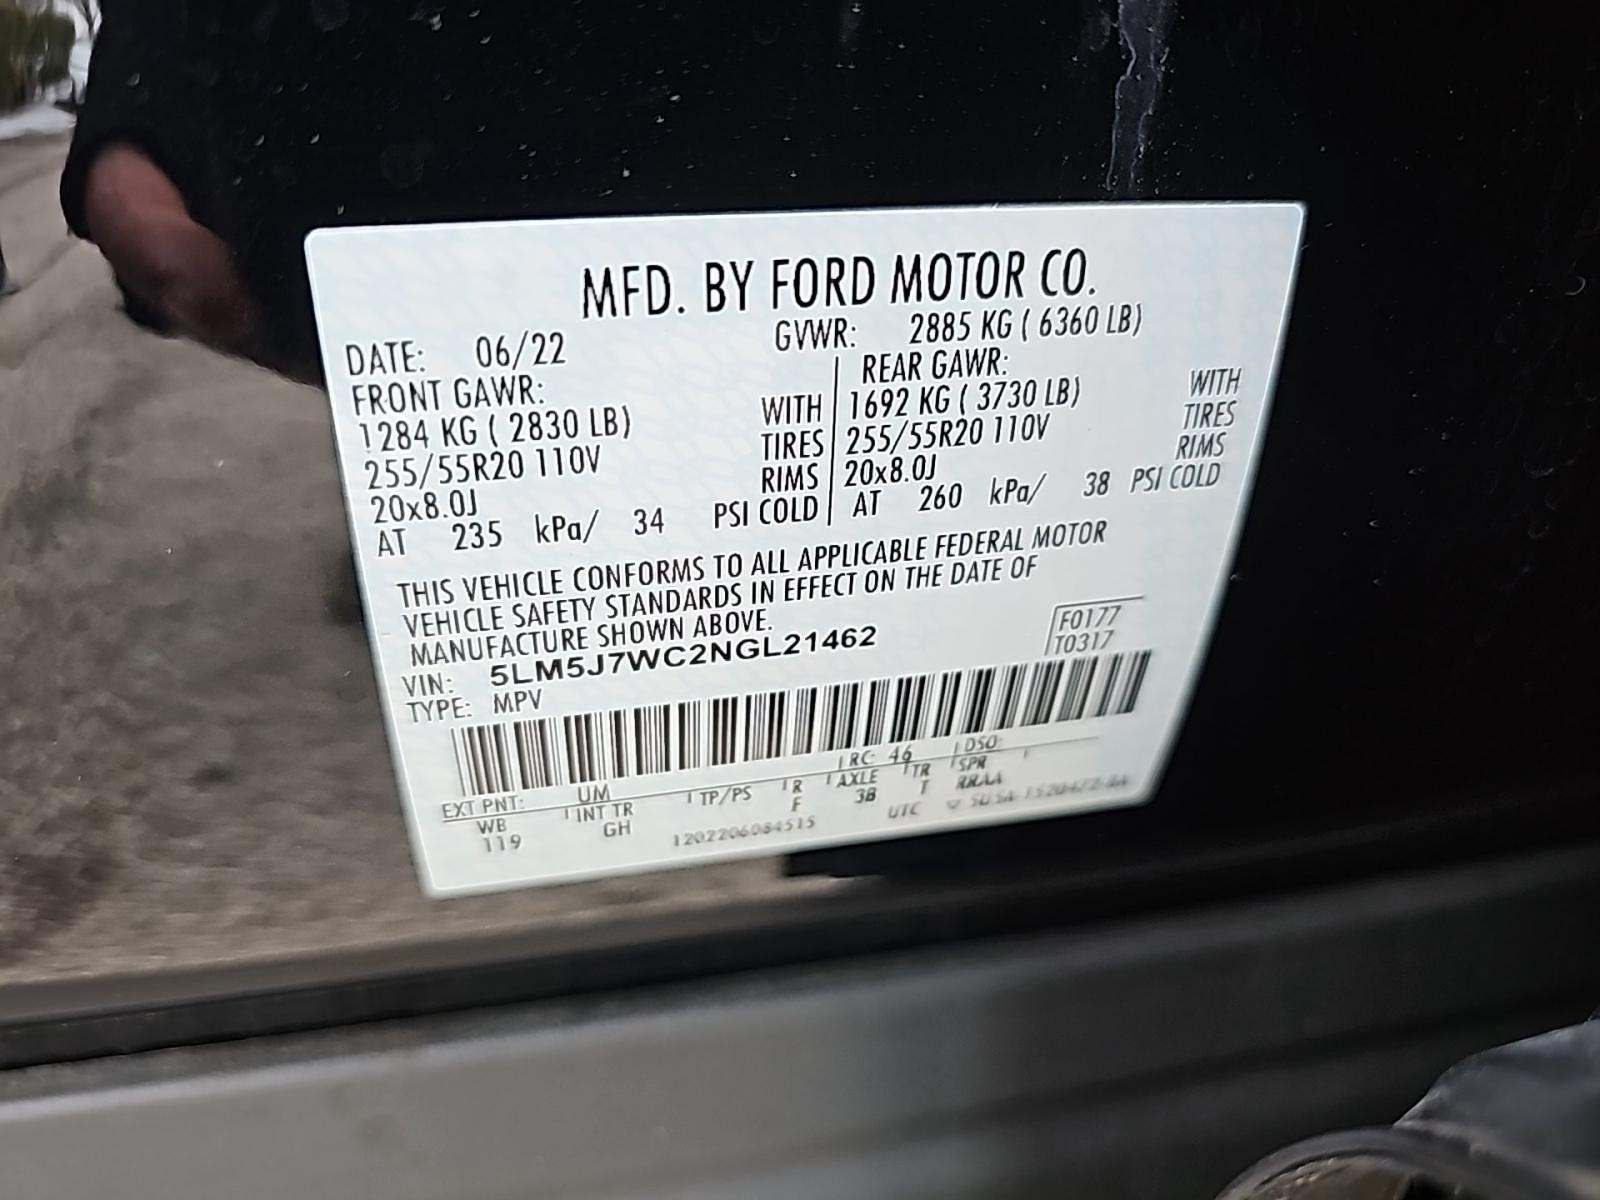 MFD. BY FORD MOTOR CO.
DATE: 06/22 GVWR: 2885 KG ( 6360 LB)
FRONT GAWR: REAR GAWR:
1284 KG ( 2830 LB) WITH 1692 KG ( 3730 LB) WITH
255/55R20 110V TIRES 255/55R20 110V TIRES
20x8.0J RIMS 20x8.0J RIMS
AT 235 kPa/ 34 PSI COLD AT 260 kPa/ 38 PSI COLD
THIS VEHICLE CONFORMS TO ALL APPLICABLE FEDERAL MOTOR
VEHICLE SAFETY STANDARDS IN EFFECT ON THE DATE OF
MANUFACTURE SHOWN ABOVE.
VIN: 5LM5J7WC2NGL21462 F0177
TYPE: MPV T0317
EXT PNT: UM RC: 46 DSO:
WB INT TR TP/PS R AXLE TR SPR
119 GH F 38 T RRAA
1202206084515 UTC